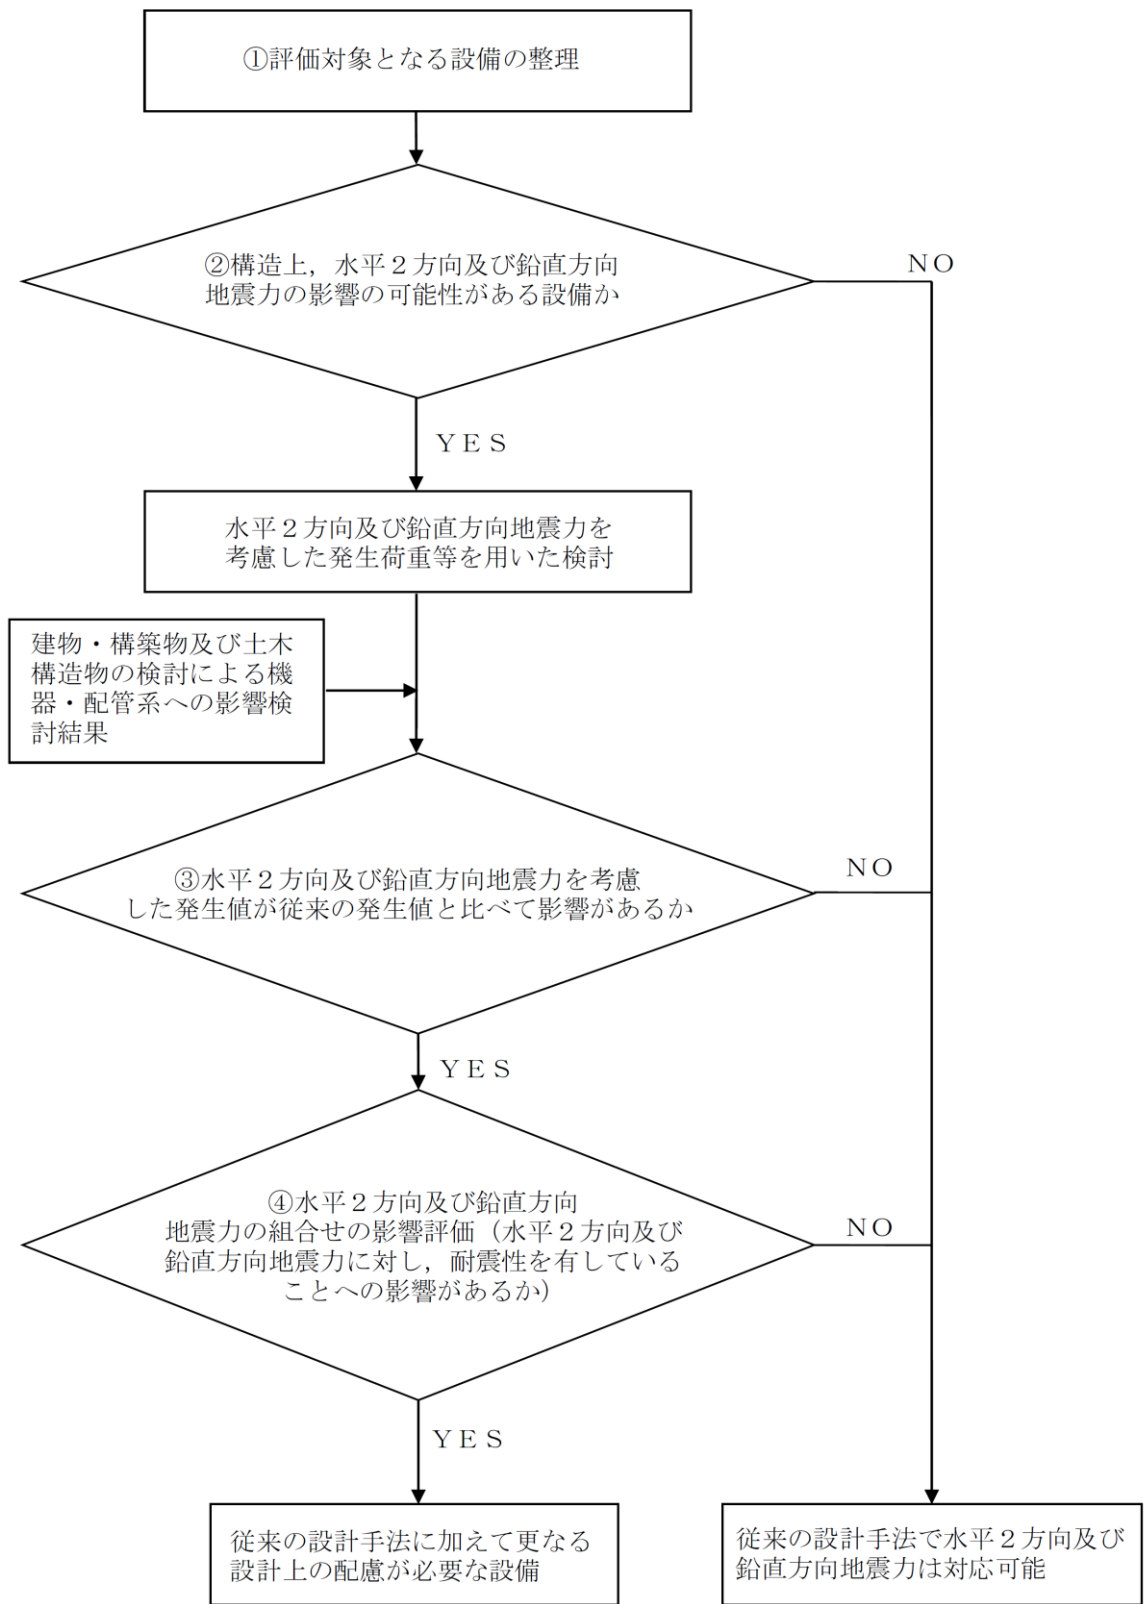 ①評価対象となる設備の整理
②構造上，水平２方向及び鉛直方向
地震力の影響の可能性がある設備か
ＮＯ
ＹＥＳ
水平２方向及び鉛直方向地震力を
考慮した発生荷重等を用いた検討
建物・構築物及び土木
構造物の検討による機
器・配管系への影響検
討結果
③水平２方向及び鉛直方向地震力を考慮
した発生値が従来の発生値と比べて影響があるか
ＮＯ
ＹＥＳ
④水平２方向及び鉛直方向
地震力の組合せの影響評価（水平２方向及び
鉛直方向地震力に対し，耐震性を有している
ことへの影響があるか）
ＮＯ
ＹＥＳ
従来の設計手法に加えて更なる
設計上の配慮が必要な設備
従来の設計手法で水平２方向及び
鉛直方向地震力は対応可能